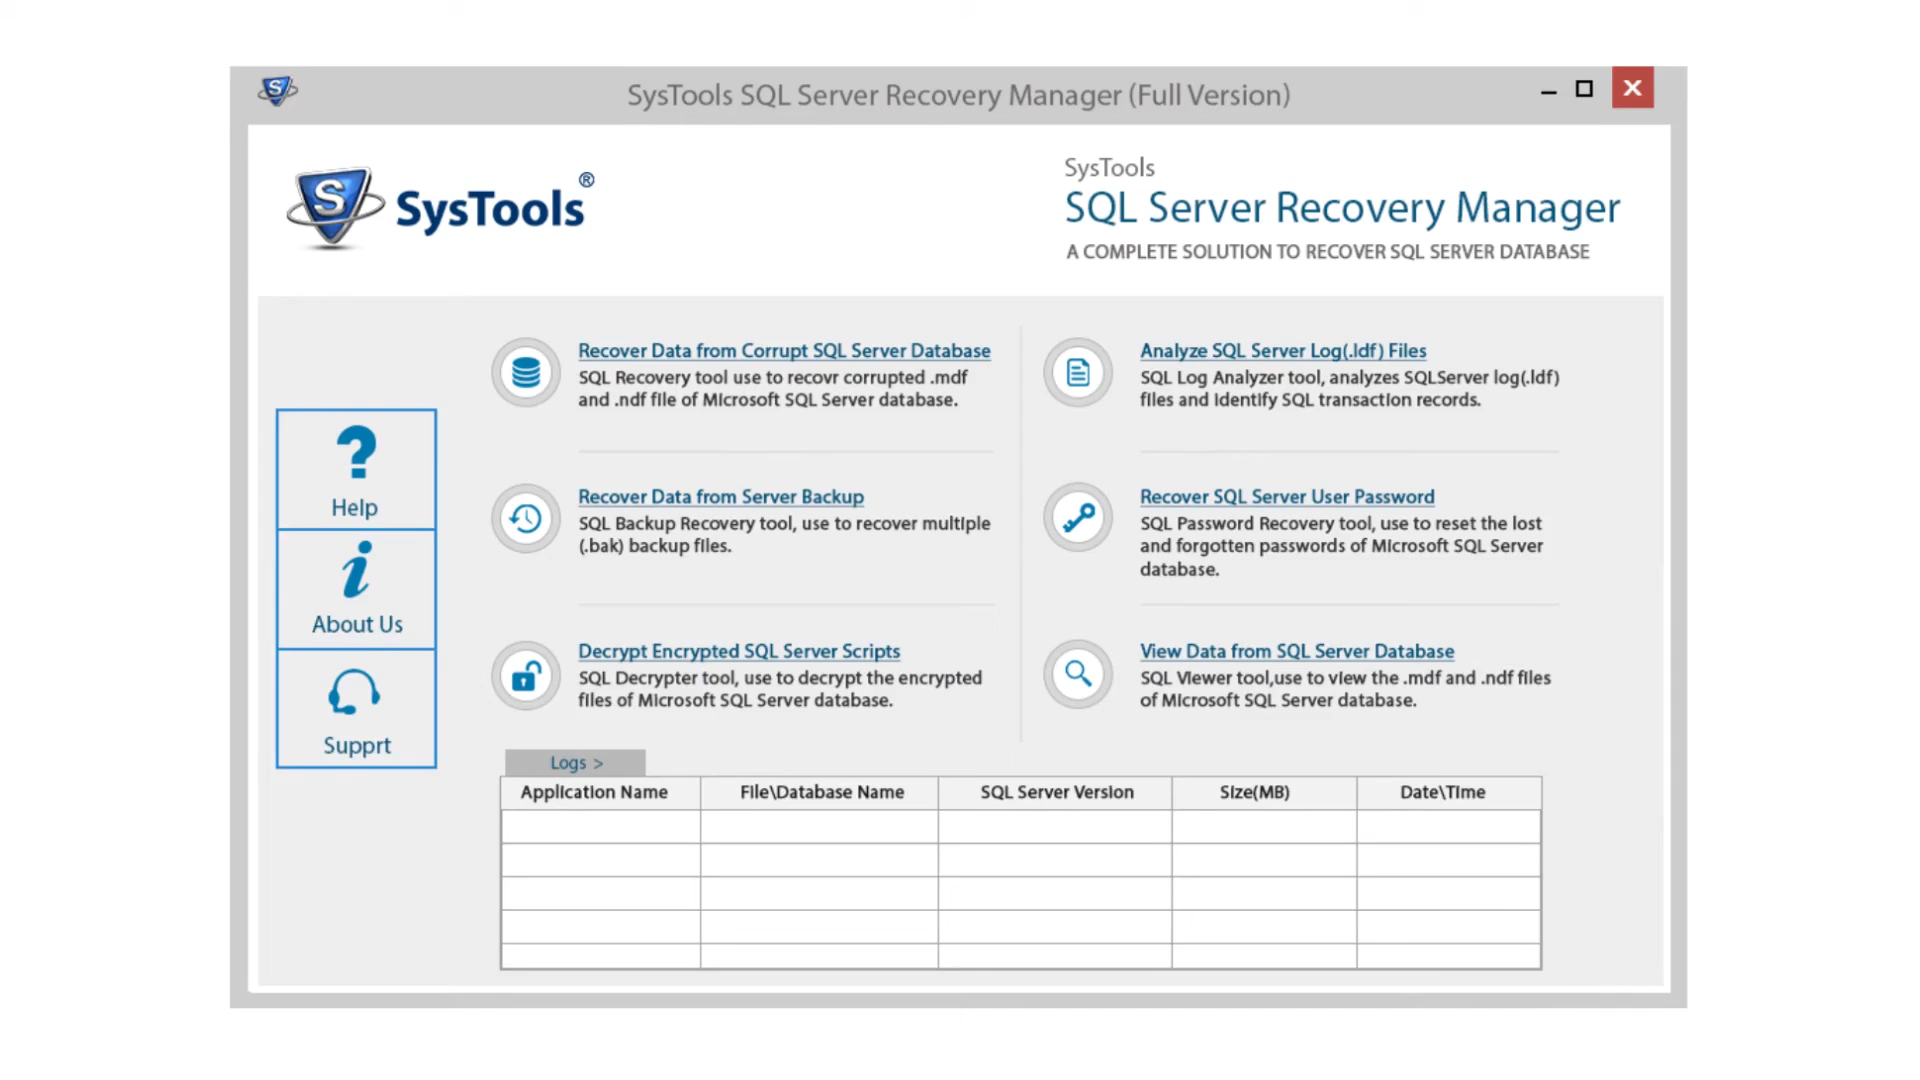 SysTools SQL Server Recovery Manager (Full Version)
S SysTools ®
SysTools
SQL Server Recovery Manager
A COMPLETE SOLUTION TO RECOVER SQL SERVER DATABASE
Help
About Us
Supprt
Recover Data from Corrupt SQL Server Database
SQL Recovery tool use to recovr corrupted .mdf
and .ndf file of Microsoft SQL Server database.
Analyze SQL Server Log(.ldf) Files
SQL Log Analyzer tool, analyzes SQLServer log(.ldf)
files and identify SQL transaction records.
Recover Data from Server Backup
SQL Backup Recovery tool, use to recover multiple
(.bak) backup files.
Recover SQL Server User Password
SQL Password Recovery tool, use to reset the lost
and forgotten passwords of Microsoft SQL Server
database.
Decrypt Encrypted SQL Server Scripts
SQL Decrypter tool, use to decrypt the encrypted
files of Microsoft SQL Server database.
View Data from SQL Server Database
SQL Viewer tool,use to view the .mdf and .ndf files
of Microsoft SQL Server database.
Logs >
Application Name File\Database Name SQL Server Version Size(MB) Date\Time